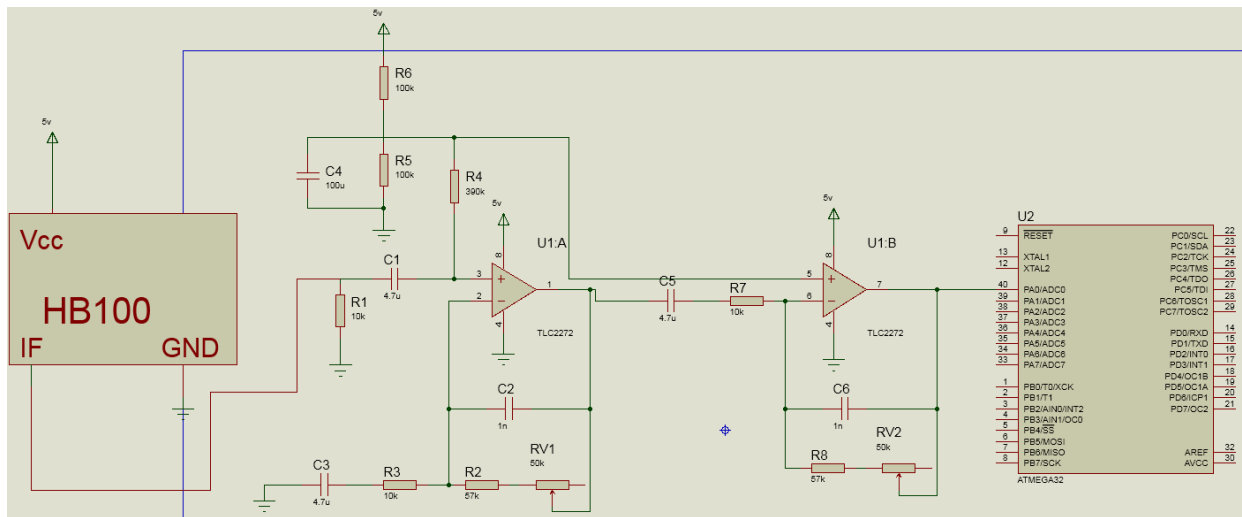 5v
R6
100k
5v
C4
100u
R5
100k
R4
390k
5v
5v
Vcc
HB100
IF
GND
C1
4.7u
R1
10k
U1:A
8
3
2
1
4
TLC2272
C5
4.7u
R7
10k
U1:B
8
5
6
7
4
TLC2272
C2
1n
RV1
50k
C3
4.7u
R3
10k
R2
57k
C6
1n
RV2
50k
R8
57k
U2
9 RESET
13 XTAL1
12 XTAL2
40 PA0/ADC0
39 PA1/ADC1
38 PA2/ADC2
37 PA3/ADC3
36 PA4/ADC4
35 PA5/ADC5
34 PA6/ADC6
33 PA7/ADC7
1 PB0/T0/XCK
2 PB1/T1
3 PB2/AIN0/INT2
4 PB3/AIN1/OC0
5 PB4/SS
6 PB5/MOSI
7 PB6/MISO
8 PB7/SCK
PC0/SCL 22
PC1/SDA 23
PC2/TCK 24
PC3/TMS 25
PC4/TDO 26
PC5/TDI 27
PC6/TOSC1 28
PC7/TOSC2 29
PD0/RXD 14
PD1/TXD 15
PD2/INT0 16
PD3/INT1 17
PD4/OC1B 18
PD5/OC1A 19
PD6/ICP1 20
PD7/OC2 21
AREF 32
AVCC 30
ATMEGA32